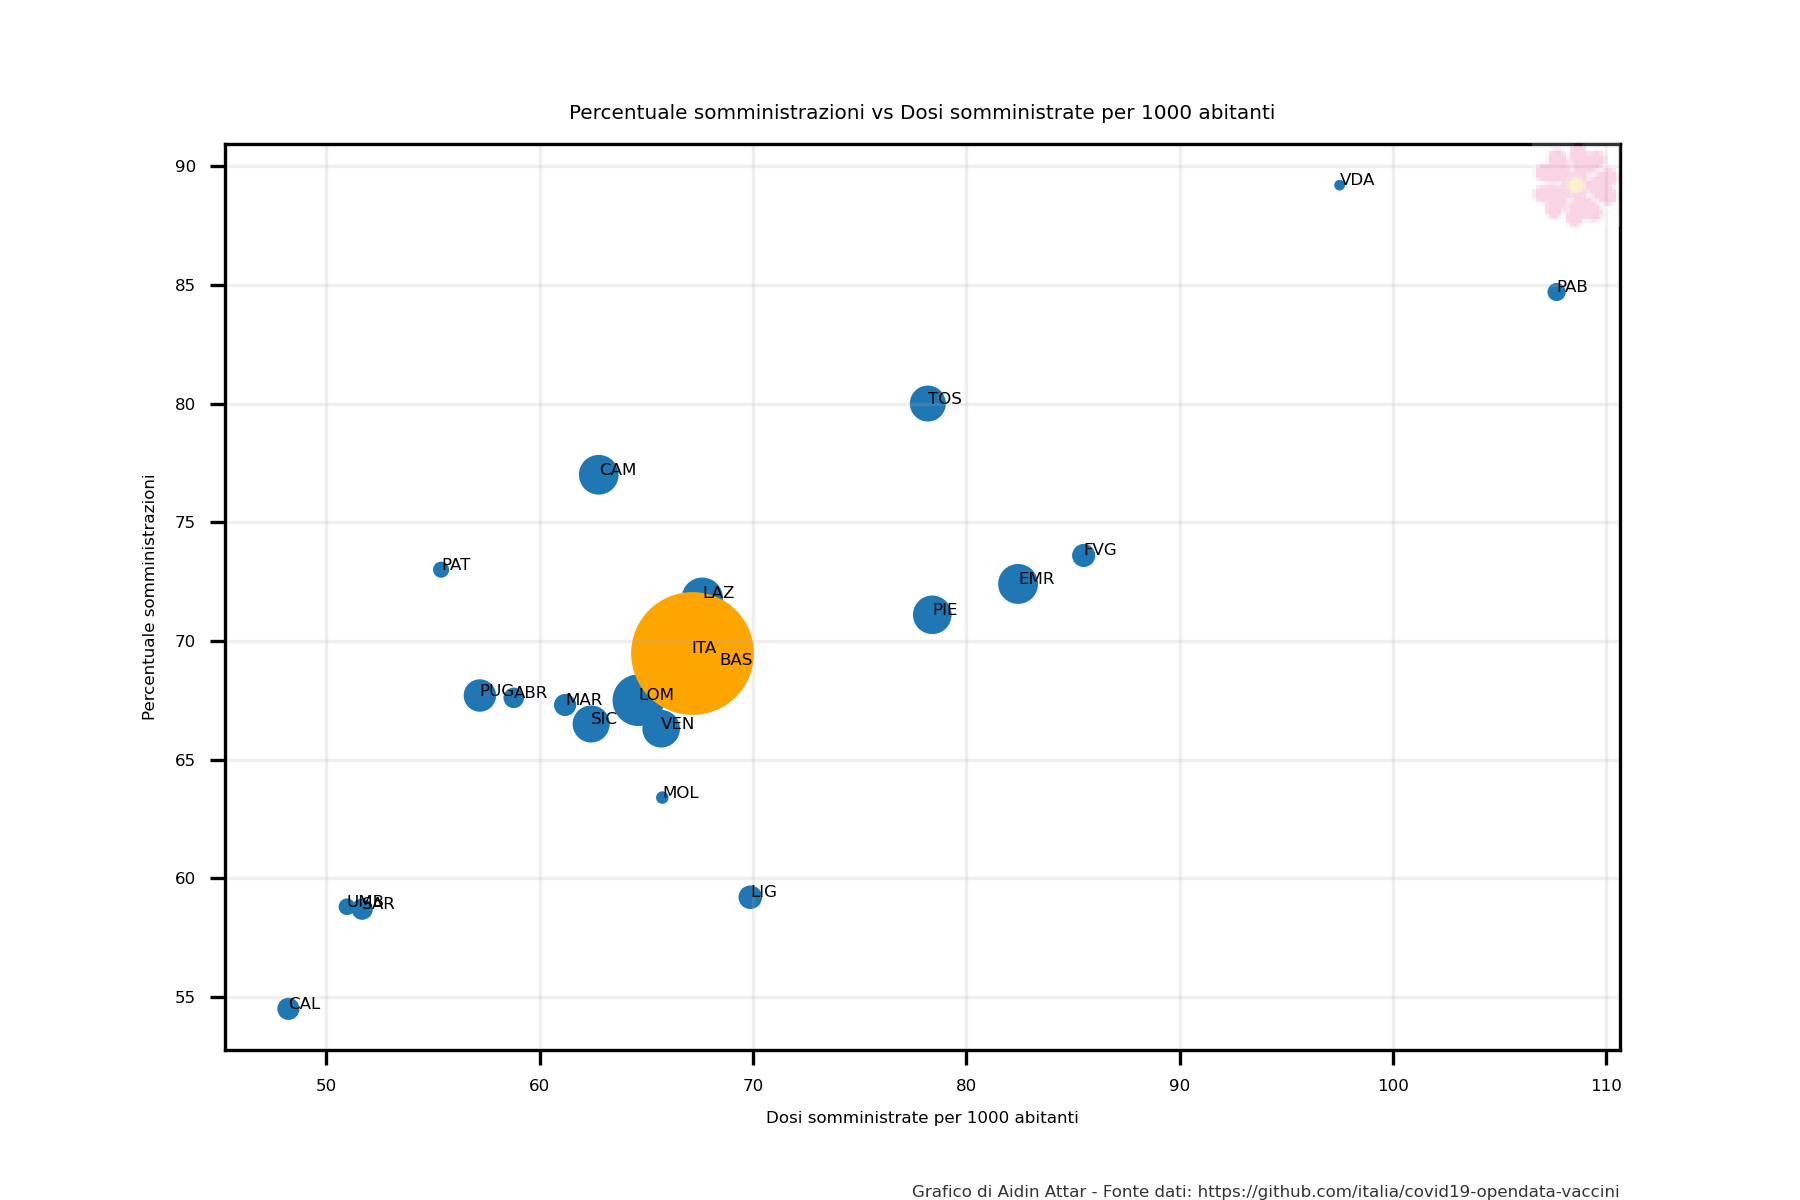 Percentuale somministrazioni vs Dosi somministrate per 1000 abitanti
90
VDA
85
PAB
80
TOS
CAM
75
PAT
FVG
EMR
LAZ
PIE
70
ITA
BAS
PUG
ABR
MAR
LOM
SIC
VEN
65
MOL
60
LIG
UMB
SAR
55
CAL
Percentuale somministrazioni
50 60 70 80 90 100 110
Dosi somministrate per 1000 abitanti
Grafico di Aidin Attar - Fonte dati: https://github.com/italia/covid19-opendata-vaccini